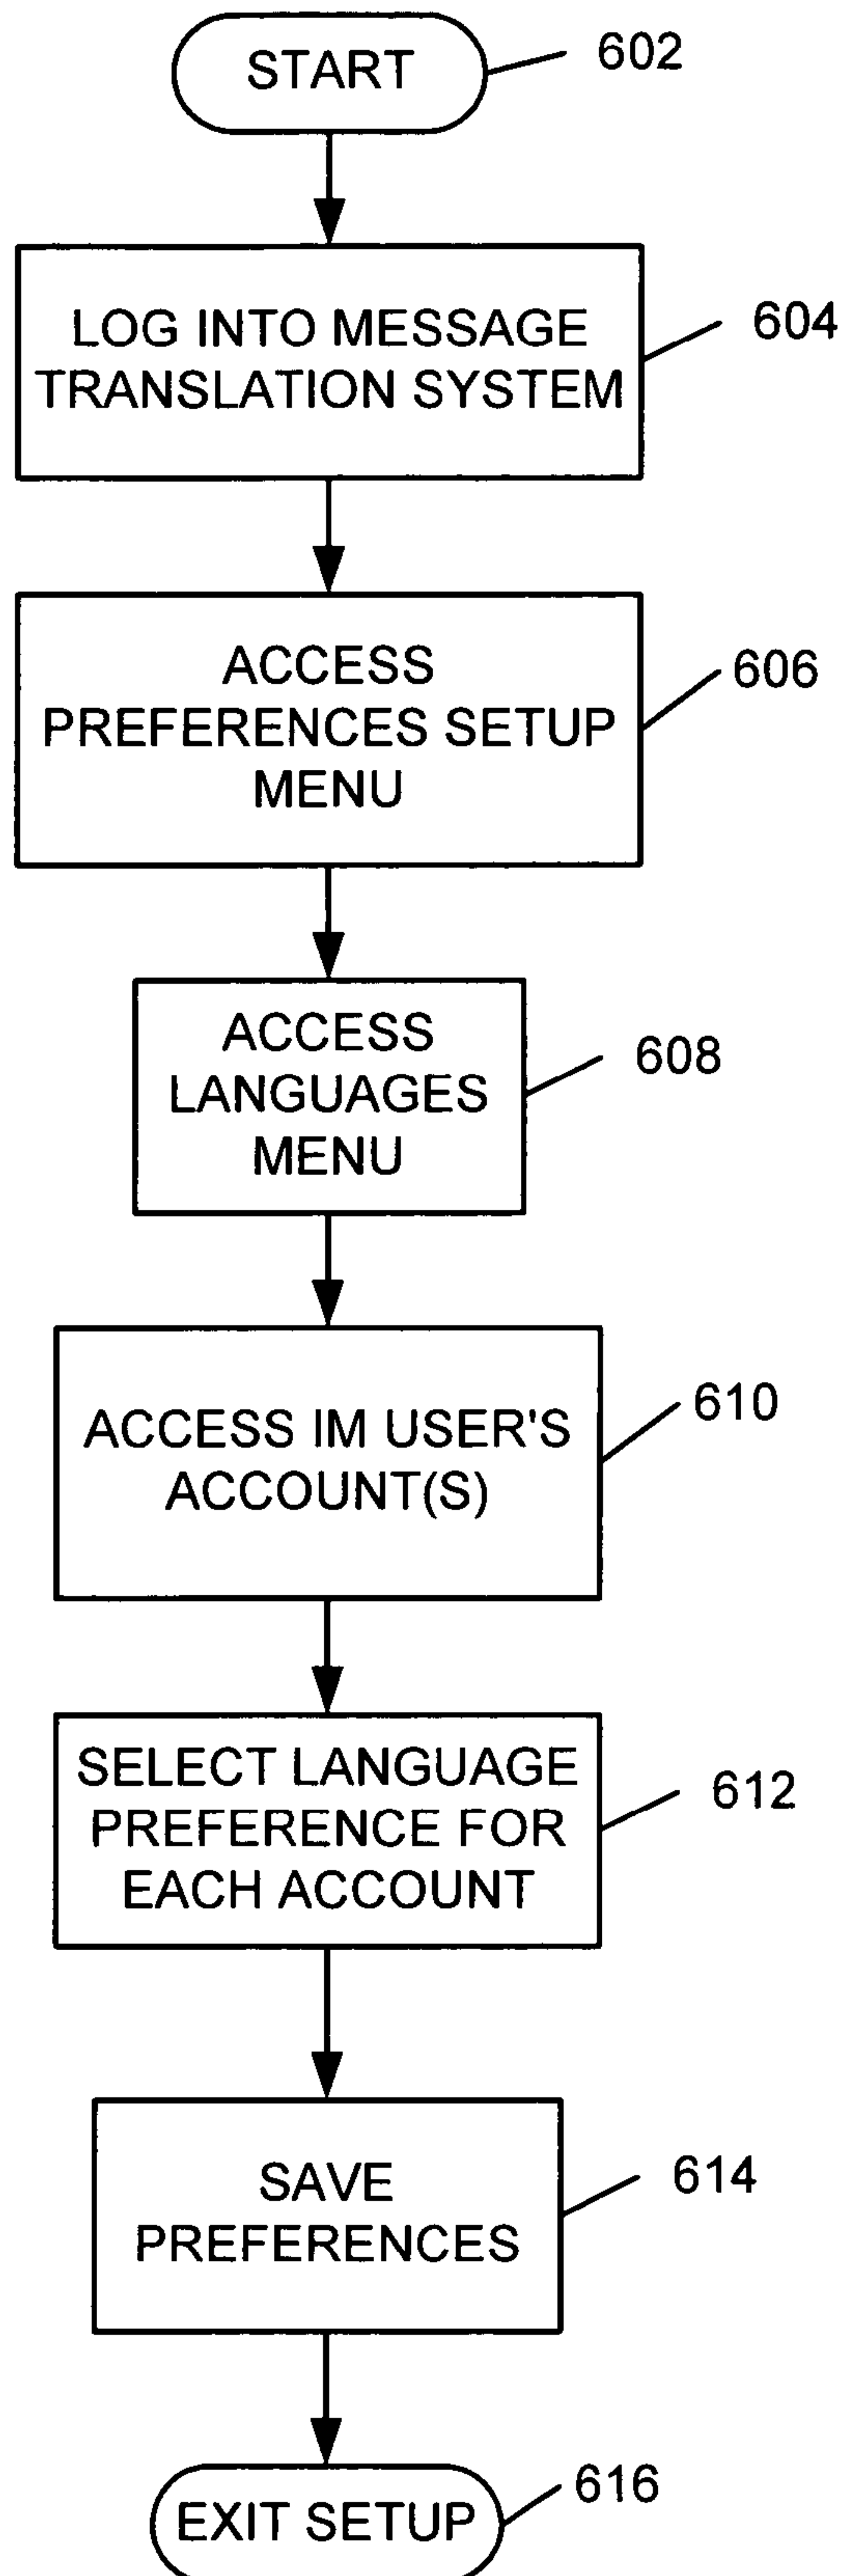 START
602
LOG INTO MESSAGE
TRANSLATION SYSTEM
604
ACCESS
PREFERENCES SETUP
MENU
606
ACCESS
LANGUAGES
MENU
608
ACCESS IM USER'S
ACCOUNT(S)
610
SELECT LANGUAGE
PREFERENCE FOR
EACH ACCOUNT
612
SAVE
PREFERENCES
614
EXIT SETUP
616